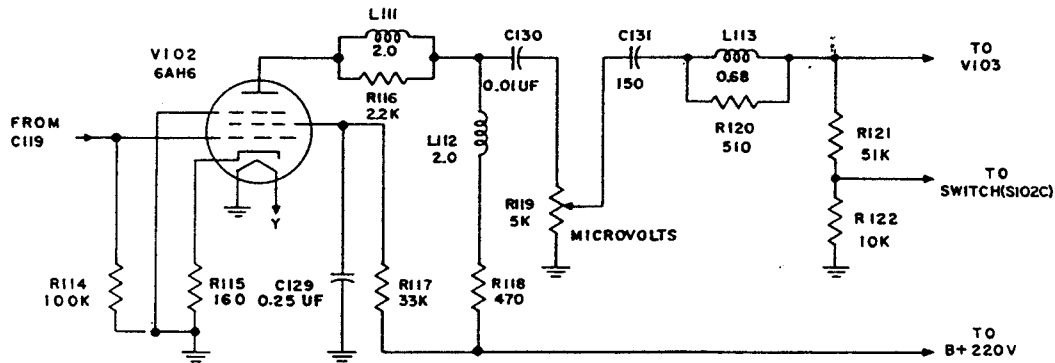 L111
2.0
R116
2.2K
V102
6AH6
C130
0.01UF
C131
150
L113
0.68
R120
510
TO
V103
FROM
C119
L112
2.0
R121
51K
TO
SWITCH(S102C)
R119
5K
MICROVOLTS
R122
10K
Y
R114
100K
R115
160
C129
0.25 UF
R117
33K
R118
470
TO
B+ 220V